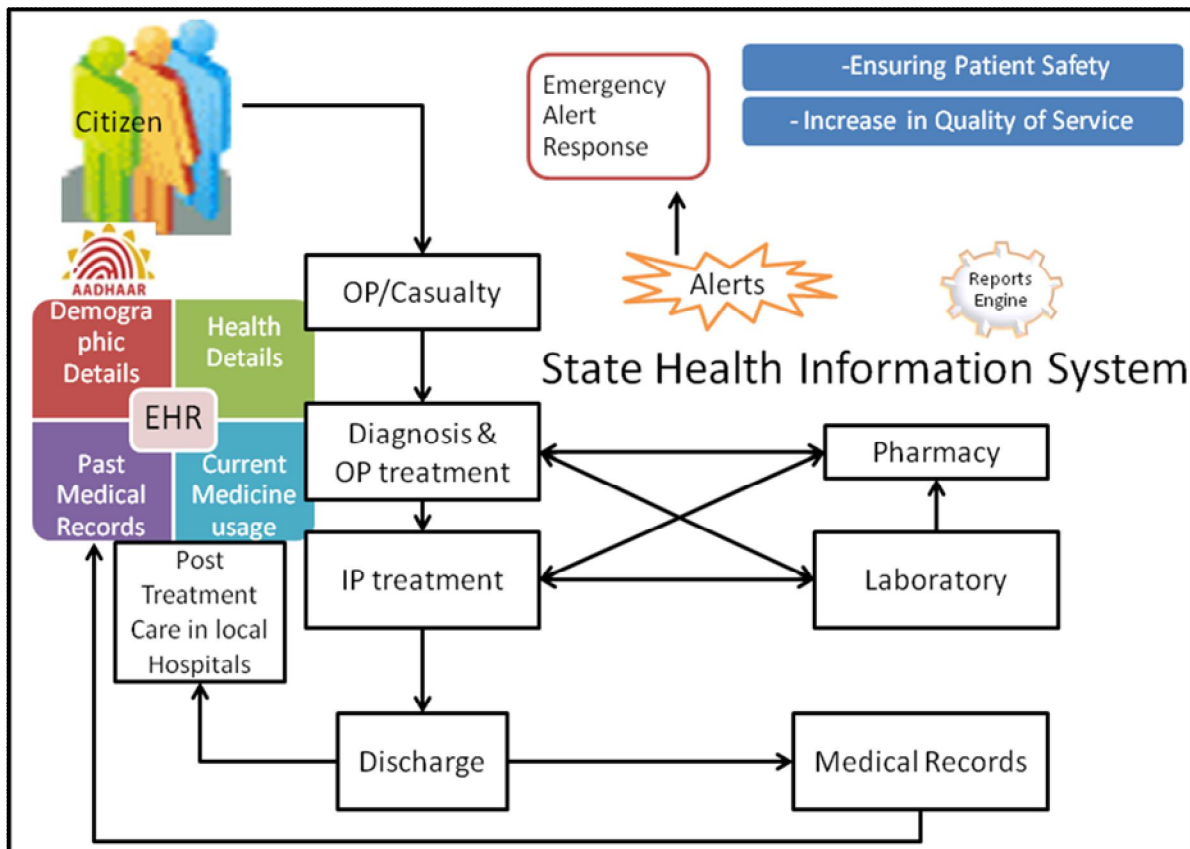 Citizen
AADHAAR
Demogra
phic
Details
Health
Details
EHR
Past
Medical
Records
Current
Medicine
usage
Post
Treatment
Care in local
Hospitals
OP/Casualty
Diagnosis &
OP treatment
IP treatment
Discharge
Emergency
Alert
Response
-Ensuring Patient Safety
- Increase in Quality of Service
Alerts
Reports
Engine
State Health Information System
Pharmacy
Laboratory
Medical Records